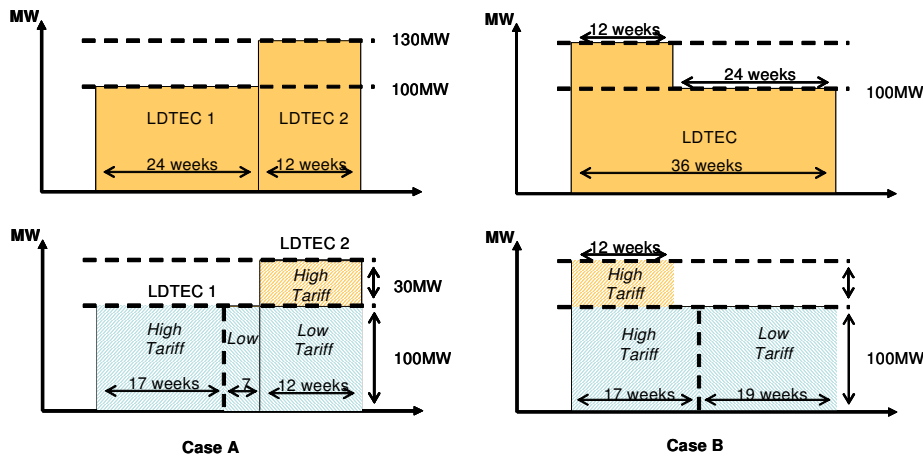 MW
130MW
100MW
LDTEC 1
LDTEC 2
24 weeks
12 weeks
MW
12 weeks
24 weeks
100MW
LDTEC
36 weeks
MW
LDTEC 2
High
Tariff
30MW
LDTEC 1
High
Tariff
Low
Low
Tariff
100MW
17 weeks
7
12 weeks
Case A
MW
12 weeks
High
Tariff
30MW
High
Tariff
Low
Tariff
100MW
17 weeks
19 weeks
Case B